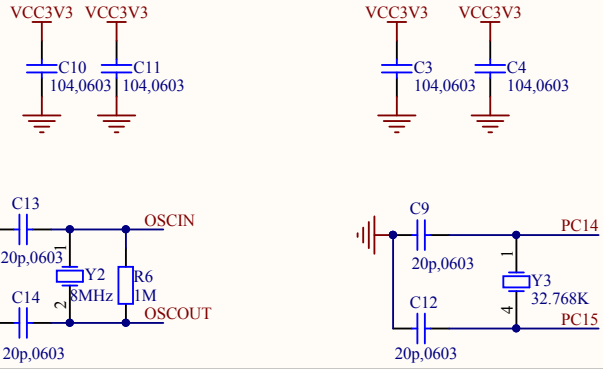 VCC3V3 VCC3V3 VCC3V3 VCC3V3
C10 C11 C3 C4
104,0603 104,0603 104,0603 104,0603
C13 C9
OSCIN PC14
20p,0603 20p,0603
1 1
Y2 R6 Y3
8MHz 1M 32.768K
2 4
C14 C12
OSCOUT PC15
20p,0603 20p,0603